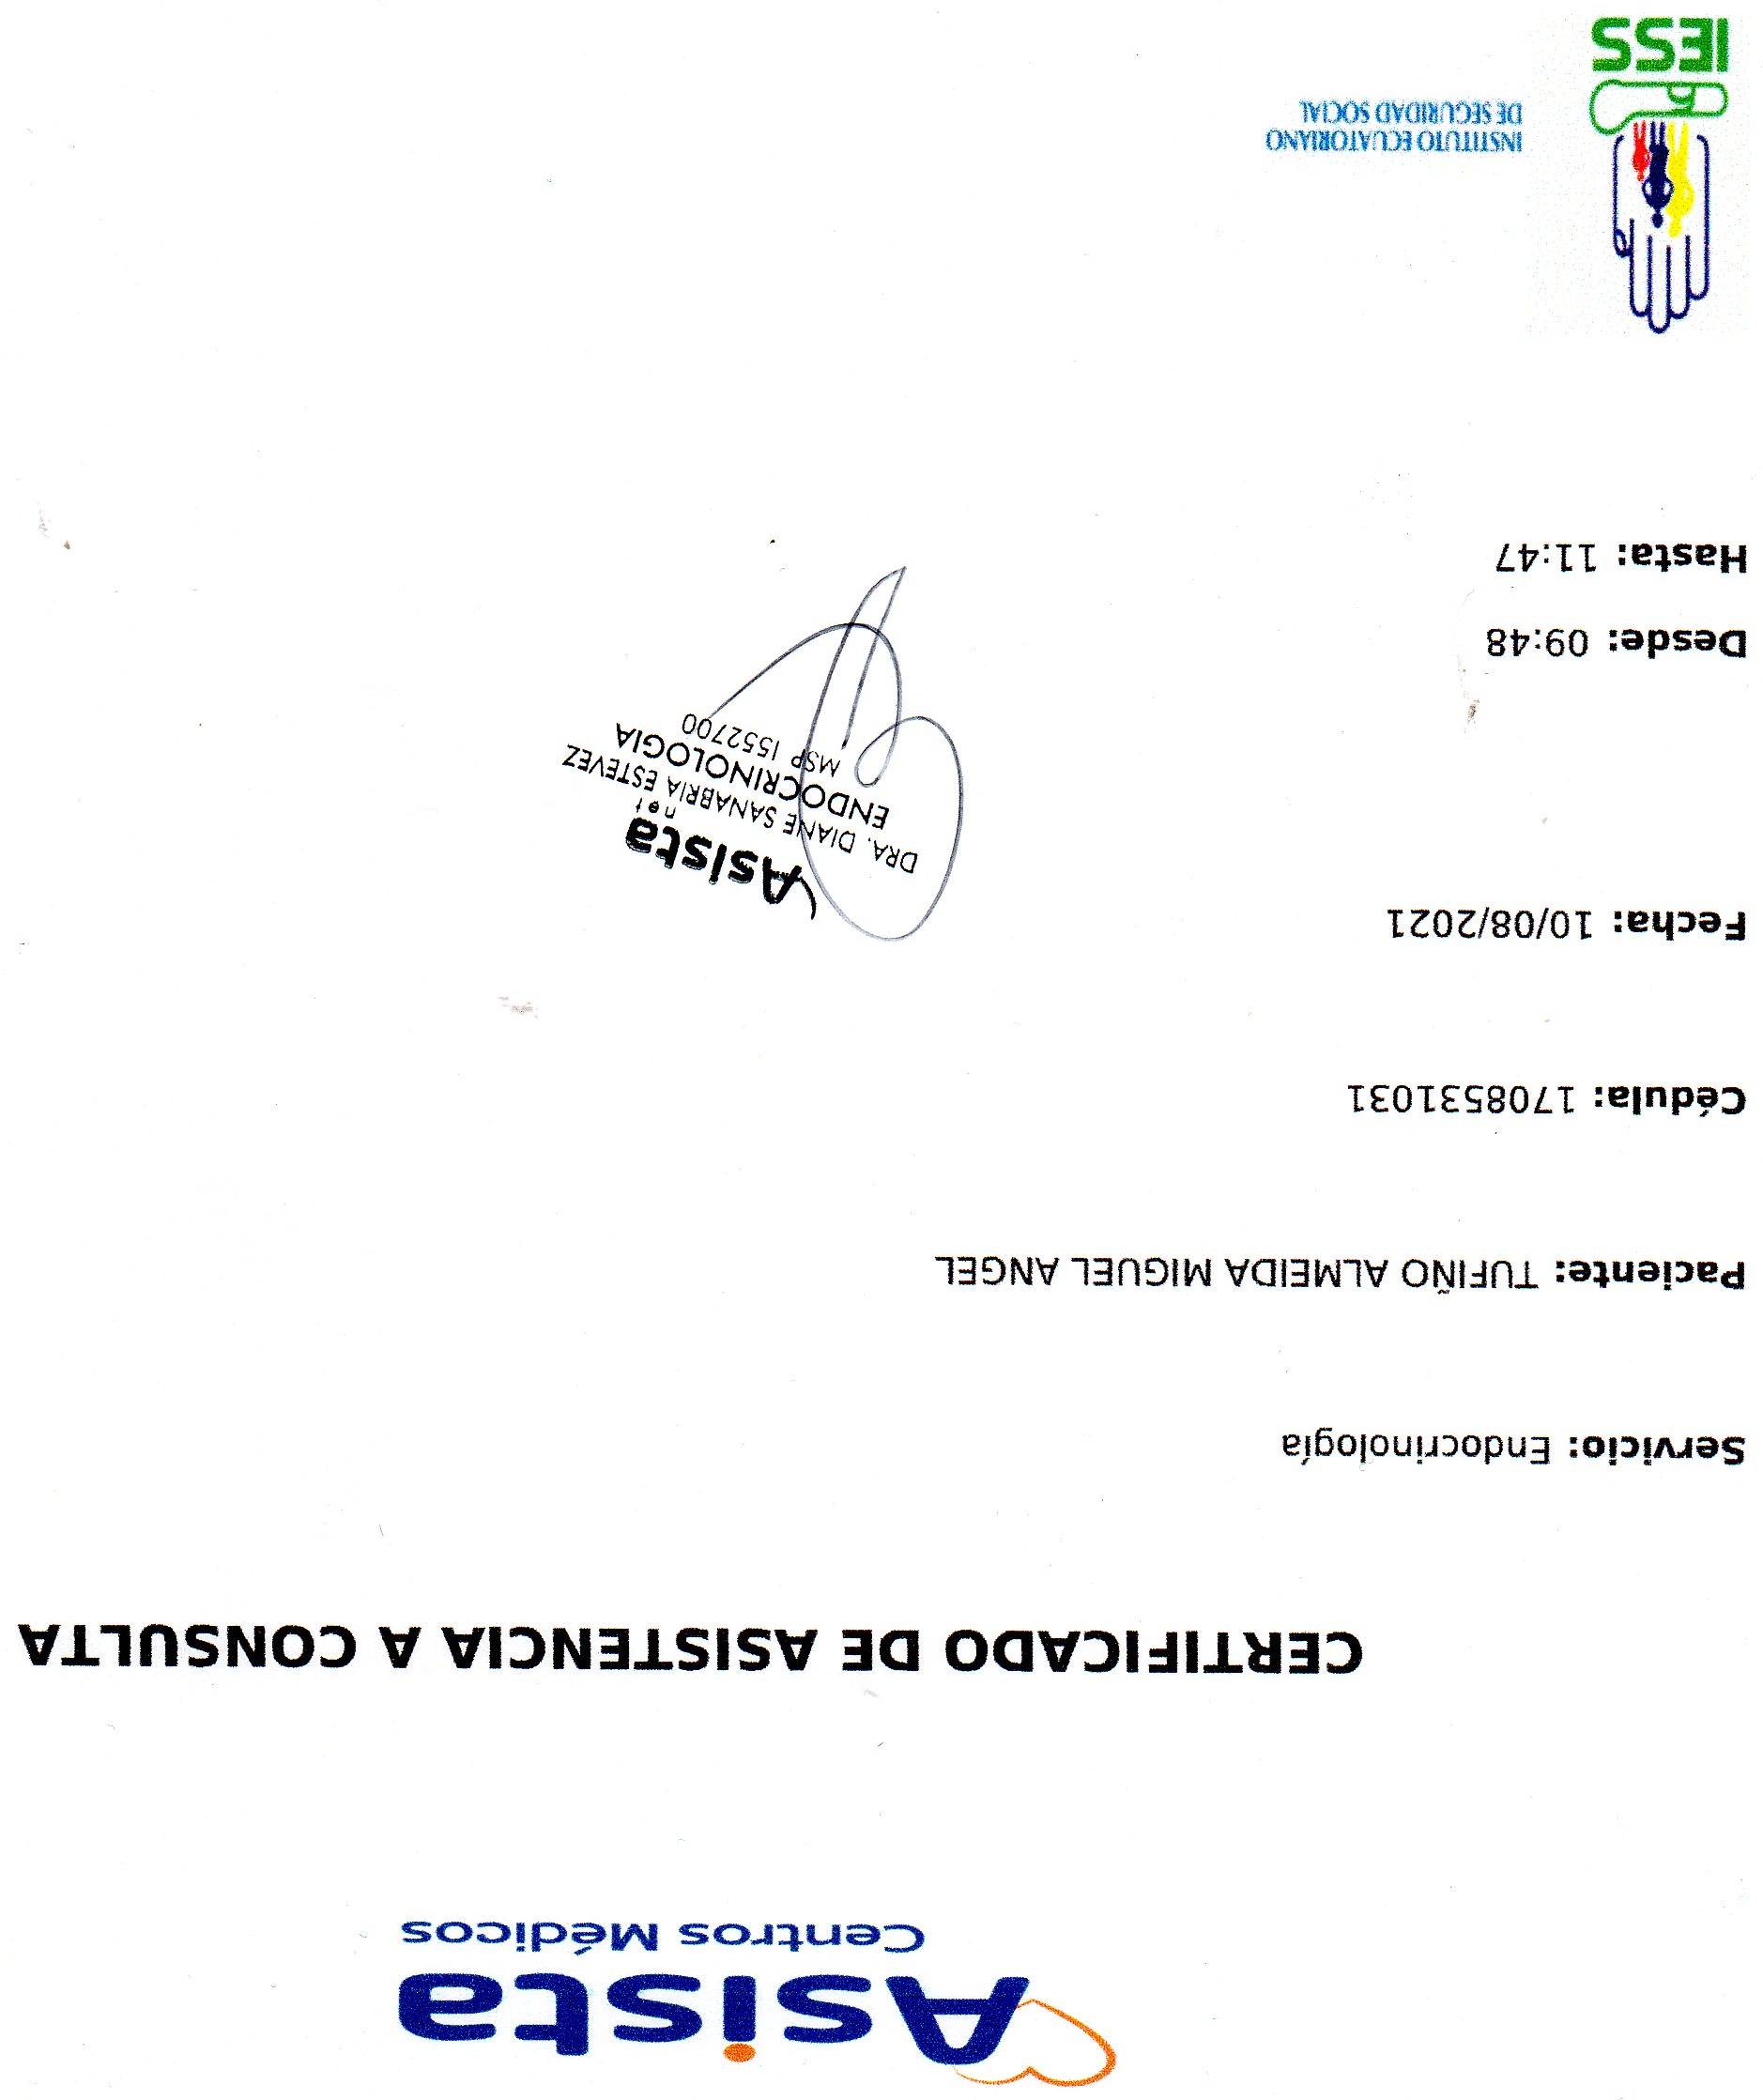 Asista
Centros Médicos
CERTIFICADO DE ASISTENCIA A CONSULTA
Servicio: Endocrinología
Paciente: TUFIÑO ALMEIDA MIGUEL ANGEL
Cédula: 1708531031
Fecha: 10/08/2021
Asista
net
DRA. DIANE SANABRIA ESTEVEZ
ENDOCRINOLOGIA
MSP 1552700
Desde: 09:48
Hasta: 11:47
INSTITUTO ECUATORIANO
DE SEGURIDAD SOCIAL
IESS